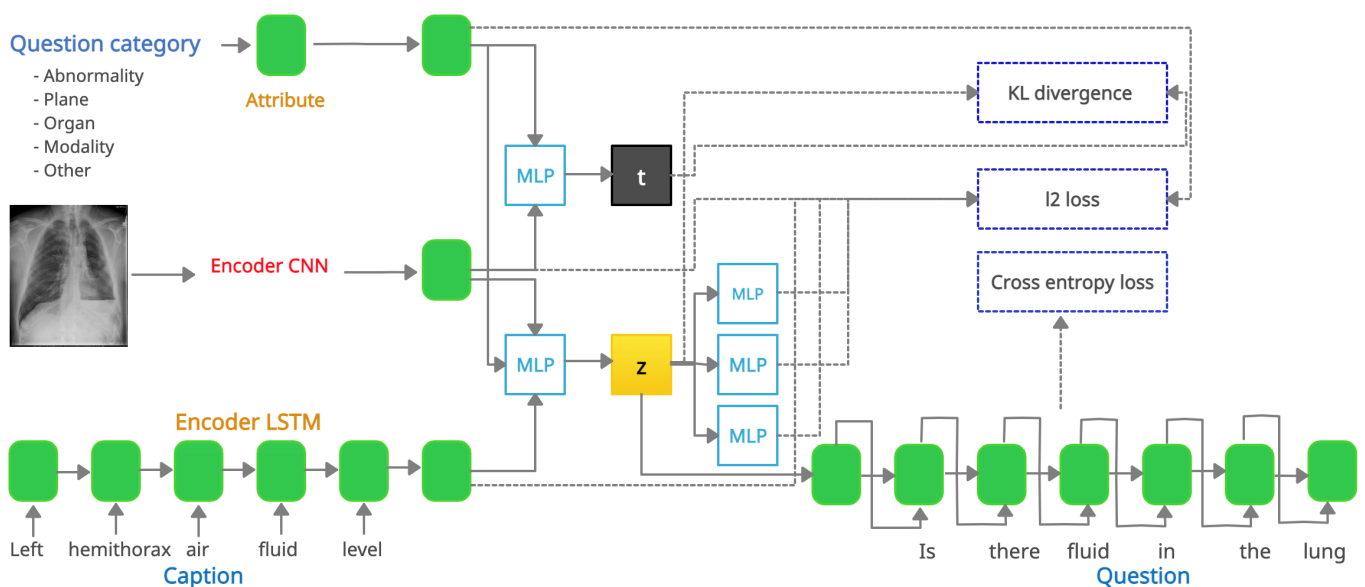 Question category
- Abnormality
- Plane
- Organ
- Modality
- Other
Attribute
KL divergence
MLP
t
l2 loss
Encoder CNN
Cross entropy loss
MLP
MLP
z
MLP
MLP
Encoder LSTM
Left hemithorax air fluid level
Caption
Is there fluid in the lung
Question